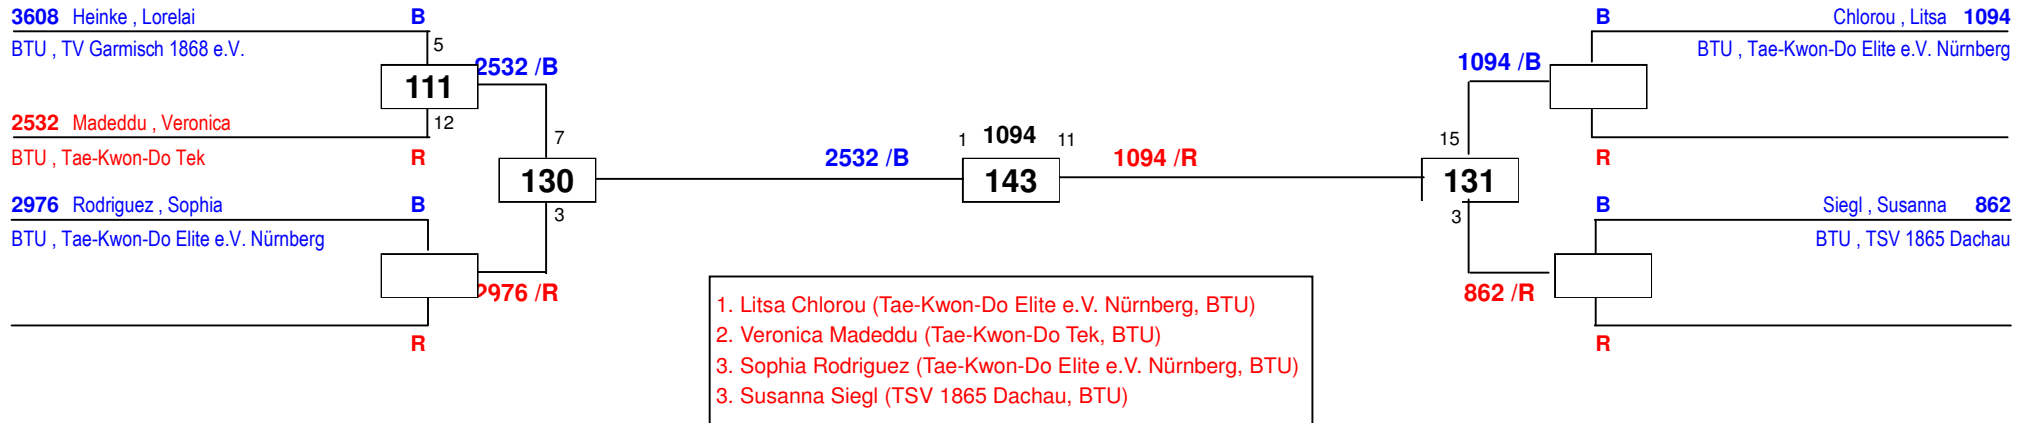 3608 Heinke , Lorelai B
BTU , TV Garmisch 1868 e.V.
5
111
2532 /B
2532 Madeddu , Veronica
12
BTU , Tae-Kwon-Do Tek R
7
130
3
2976 Rodriguez , Sophia B
BTU , Tae-Kwon-Do Elite e.V. Nürnberg
2976 /R
R
2532 /B
1 1094 11
143
1094 /R
B Chlorou , Litsa 1094
BTU , Tae-Kwon-Do Elite e.V. Nürnberg
1094 /B
R
15
131
3
B Siegl , Susanna 862
BTU , TSV 1865 Dachau
862 /R
R
1. Litsa Chlorou (Tae-Kwon-Do Elite e.V. Nürnberg, BTU)
2. Veronica Madeddu (Tae-Kwon-Do Tek, BTU)
3. Sophia Rodriguez (Tae-Kwon-Do Elite e.V. Nürnberg, BTU)
3. Susanna Siegl (TSV 1865 Dachau, BTU)